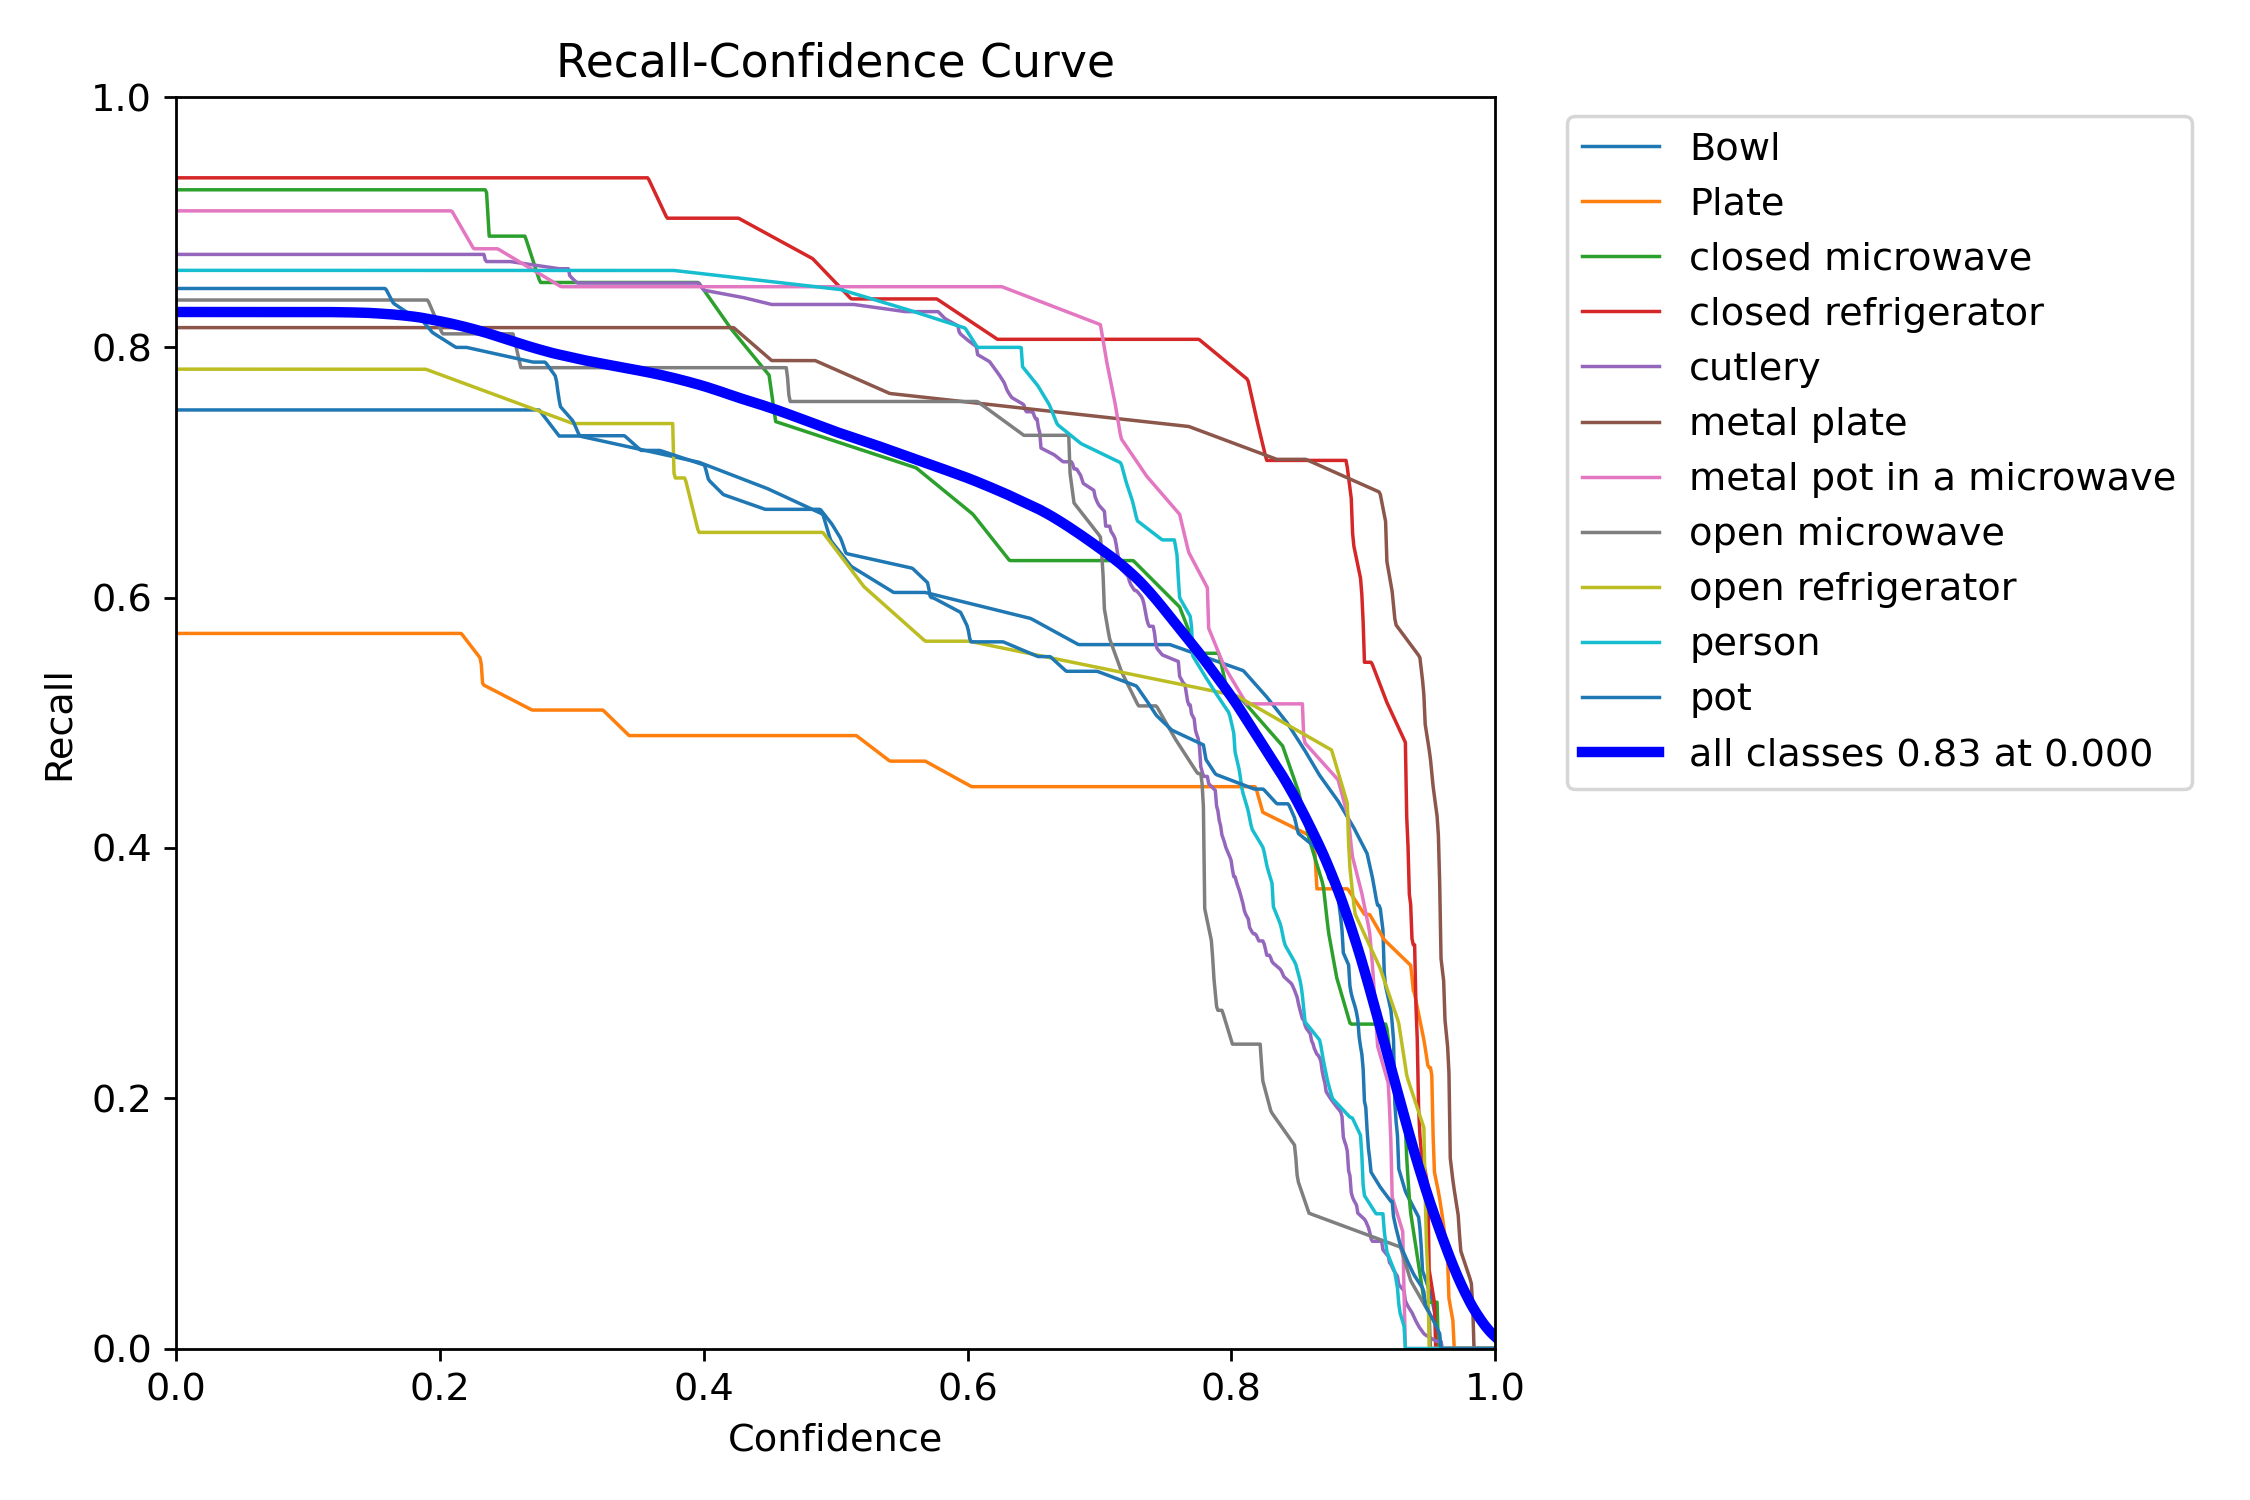 Recall-Confidence Curve
1.0
0.8
0.6
0.4
0.2
0.0
Recall
0.0 0.2 0.4 0.6 0.8 1.0
Confidence
Bowl
Plate
closed microwave
closed refrigerator
cutlery
metal plate
metal pot in a microwave
open microwave
open refrigerator
person
pot
all classes 0.83 at 0.000